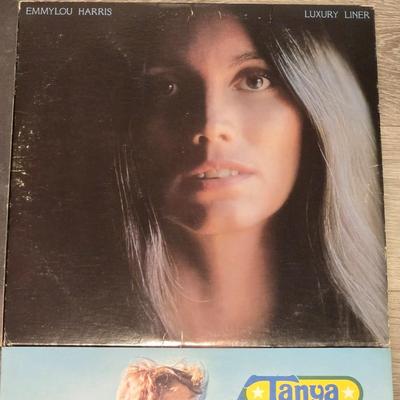 EMMYLOU HARRIS LUXURY LINER
Tanya